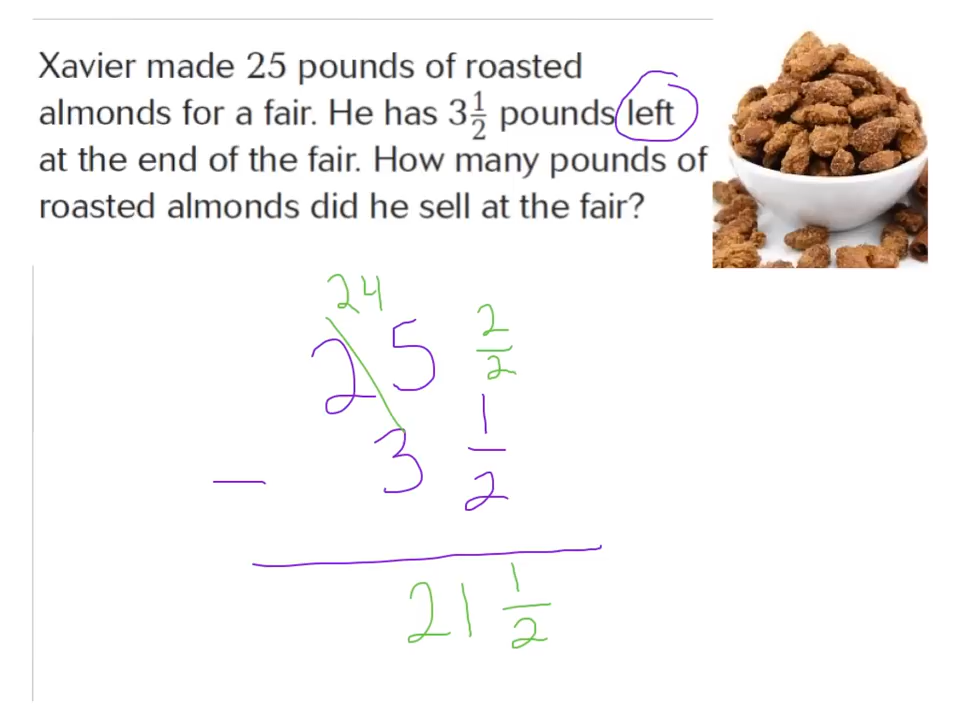 Xavier made 25 pounds of roasted
almonds for a fair. He has 3 1/2 pounds left
at the end of the fair. How many pounds of
roasted almonds did he sell at the fair?
24
25 2/2
- 3 1/2
21 1/2